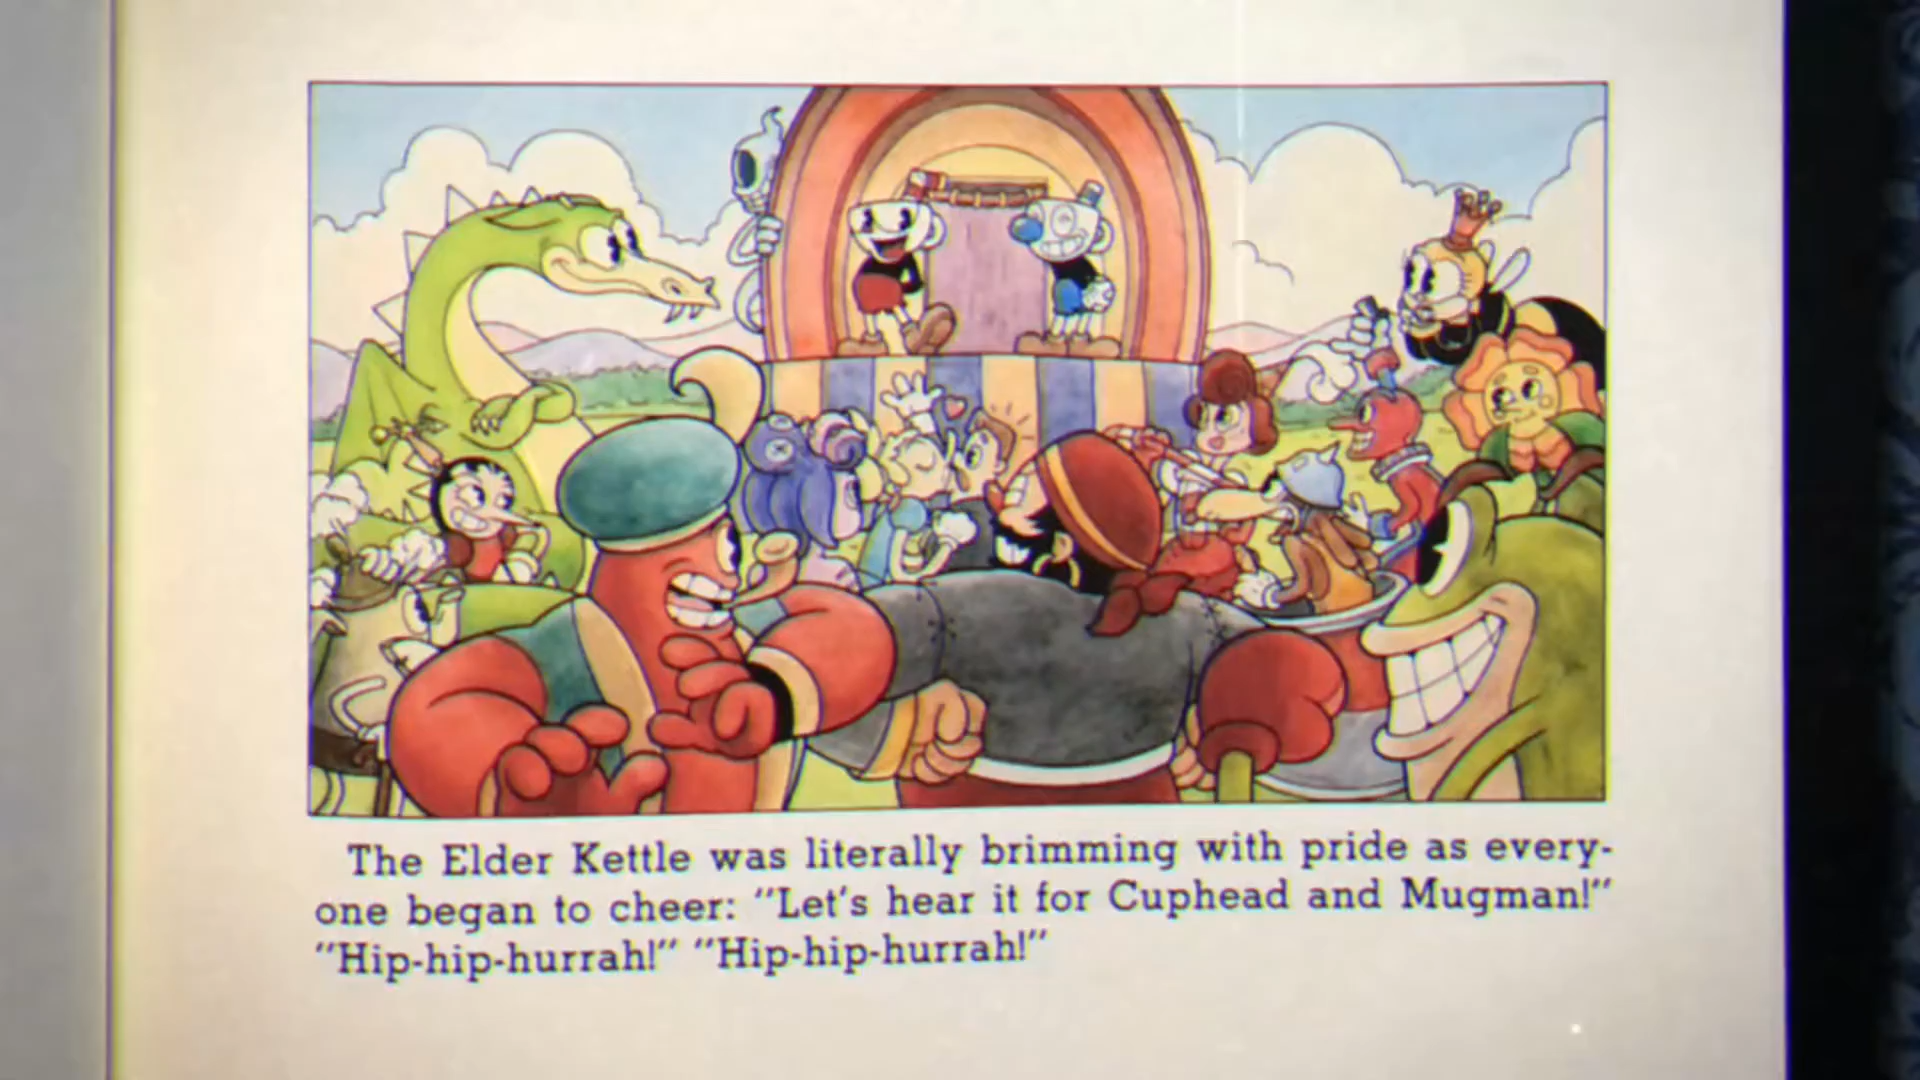 The Elder Kettle was literally brimming with pride as every-
one began to cheer: “Let's hear it for Cuphead and Mugman!”
“Hip-hip-hurrah!” “Hip-hip-hurrah!”